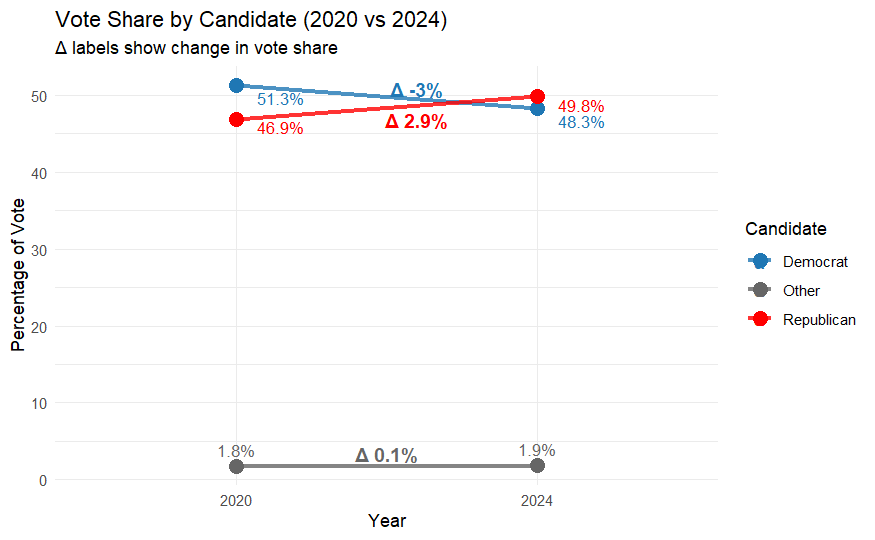 Vote Share by Candidate (2020 vs 2024)
Δ labels show change in vote share
Percentage of Vote
50
40
30
20
10
0
51.3%
46.9%
Δ -3%
Δ 2.9%
49.8%
48.3%
1.8%
Δ 0.1%
1.9%
2020
2024
Year
Candidate
Democrat
Other
Republican